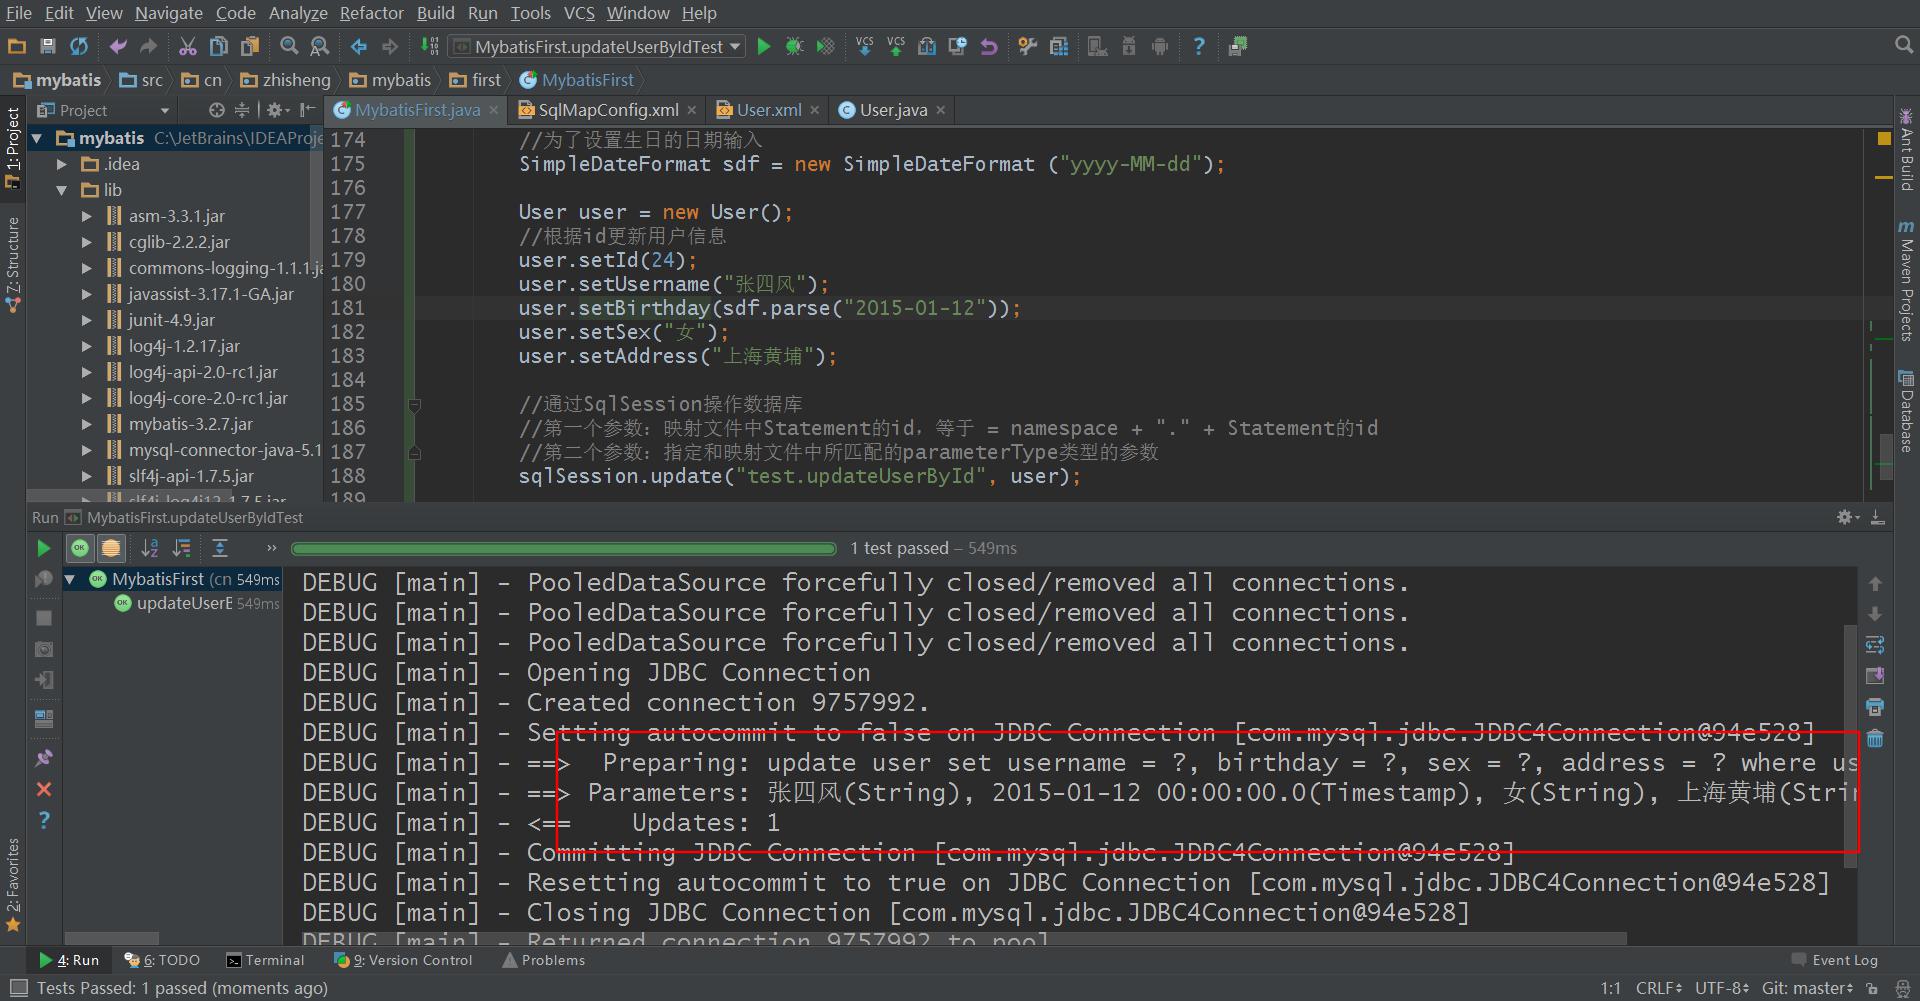 File Edit View Navigate Code Analyze Refactor Build Run Tools VCS Window Help
MybatisFirst.updateUserByIdTest
VCS VCS
mybatis src cn zhisheng mybatis first MybatisFirst
Project
MybatisFirst.java SqlMapConfig.xml User.xml User.java
1: Project
Z: Structure
2: Favorites
mybatis C:\JetBrains\IDEAProje
.idea
lib
asm-3.3.1.jar
cglib-2.2.2.jar
commons-logging-1.1.1.ja
javassist-3.17.1-GA.jar
junit-4.9.jar
log4j-1.2.17.jar
log4j-api-2.0-rc1.jar
log4j-core-2.0-rc1.jar
mybatis-3.2.7.jar
mysql-connector-java-5.1
slf4j-api-1.7.5.jar
slf4j-log4j12-1.7.5.jar
174 //为了设置生日的日期输入
175 SimpleDateFormat sdf = new SimpleDateFormat ("yyyy-MM-dd");
176
177 User user = new User();
178 //根据id更新用户信息
179 user.setId(24);
180 user.setUsername("张四风");
181 user.setBirthday(sdf.parse("2015-01-12"));
182 user.setSex("女");
183 user.setAddress("上海黄埔");
184
185 //通过SqlSession操作数据库
186 //第一个参数：映射文件中Statement的id，等于 = namespace + "." + Statement的id
187 //第二个参数：指定和映射文件中所匹配的parameterType类型的参数
188 sqlSession.update("test.updateUserById", user);
189
Ant Build
Maven Projects
Database
Run MybatisFirst.updateUserByIdTest
1 test passed – 549ms
MybatisFirst (cn 549ms
updateUserE 549ms
DEBUG [main] - PooledDataSource forcefully closed/removed all connections.
DEBUG [main] - PooledDataSource forcefully closed/removed all connections.
DEBUG [main] - PooledDataSource forcefully closed/removed all connections.
DEBUG [main] - Opening JDBC Connection
DEBUG [main] - Created connection 9757992.
DEBUG [main] - Setting autocommit to false on JDBC Connection [com.mysql.jdbc.JDBC4Connection@94e528]
DEBUG [main] - ==>  Preparing: update user set username = ?, birthday = ?, sex = ?, address = ? where us
DEBUG [main] - ==> Parameters: 张四风(String), 2015-01-12 00:00:00.0(Timestamp), 女(String), 上海黄埔(Strin
DEBUG [main] - <==    Updates: 1
DEBUG [main] - Committing JDBC Connection [com.mysql.jdbc.JDBC4Connection@94e528]
DEBUG [main] - Resetting autocommit to true on JDBC Connection [com.mysql.jdbc.JDBC4Connection@94e528]
DEBUG [main] - Closing JDBC Connection [com.mysql.jdbc.JDBC4Connection@94e528]
DEBUG [main] - Returned connection 9757992 to pool
4: Run 6: TODO Terminal 9: Version Control Problems Event Log
Tests Passed: 1 passed (moments ago) 1:1 CRLF UTF-8 Git: master